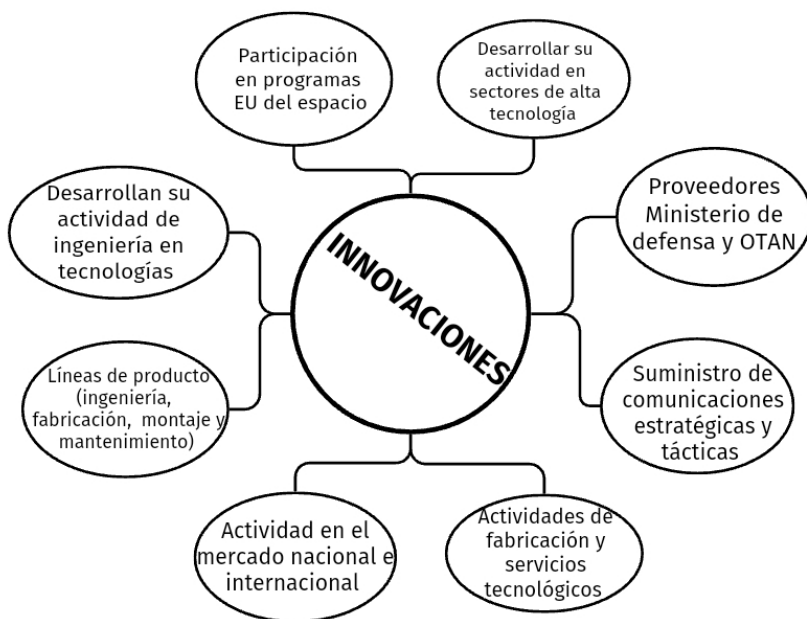 Participación
en programas
EU del espacio
Desarrollar su
actividad en
sectores de alta
tecnología
Desarrollan su
actividad de
ingeniería en
tecnologías
Proveedores
Ministerio de
defensa y OTAN
INNOVACIONES
Líneas de producto
(ingeniería,
fabricación, montaje y
mantenimiento)
Suministro de
comunicaciones
estratégicas y
tácticas
Actividad en el
mercado nacional e
internacional
Actividades de
fabricación y
servicios
tecnológicos